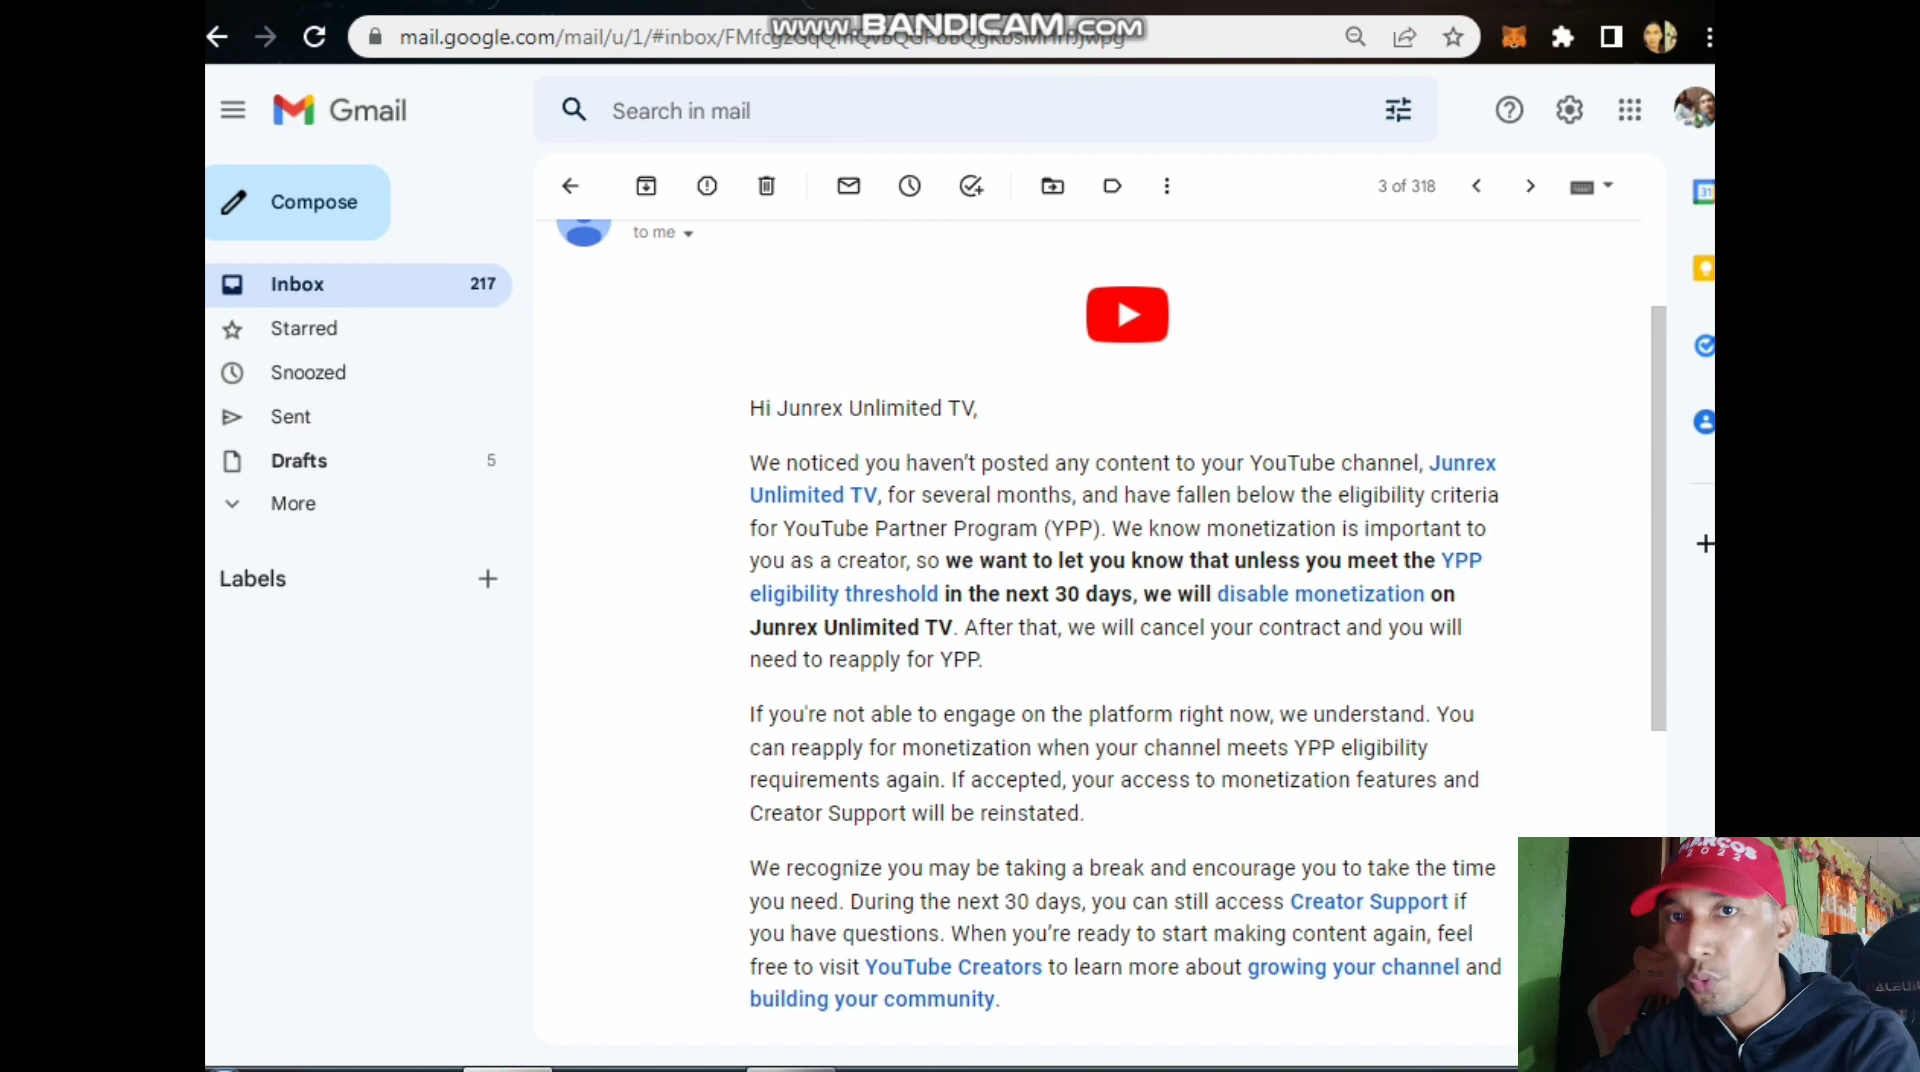 www.BANDICAM.com
mail.google.com/mail/u/1/#inbox/
Gmail
Search in mail
Compose
3 of 318
to me
Inbox 217
Starred
Snoozed
Sent
Drafts 5
More
Labels
31
Hi Junrex Unlimited TV,
We noticed you haven’t posted any content to your YouTube channel, Junrex
Unlimited TV, for several months, and have fallen below the eligibility criteria
for YouTube Partner Program (YPP). We know monetization is important to
you as a creator, so we want to let you know that unless you meet the YPP
eligibility threshold in the next 30 days, we will disable monetization on
Junrex Unlimited TV. After that, we will cancel your contract and you will
need to reapply for YPP.
If you're not able to engage on the platform right now, we understand. You
can reapply for monetization when your channel meets YPP eligibility
requirements again. If accepted, your access to monetization features and
Creator Support will be reinstated.
We recognize you may be taking a break and encourage you to take the time
you need. During the next 30 days, you can still access Creator Support if
you have questions. When you’re ready to start making content again, feel
free to visit YouTube Creators to learn more about growing your channel and
building your community.
MARCOS
2022